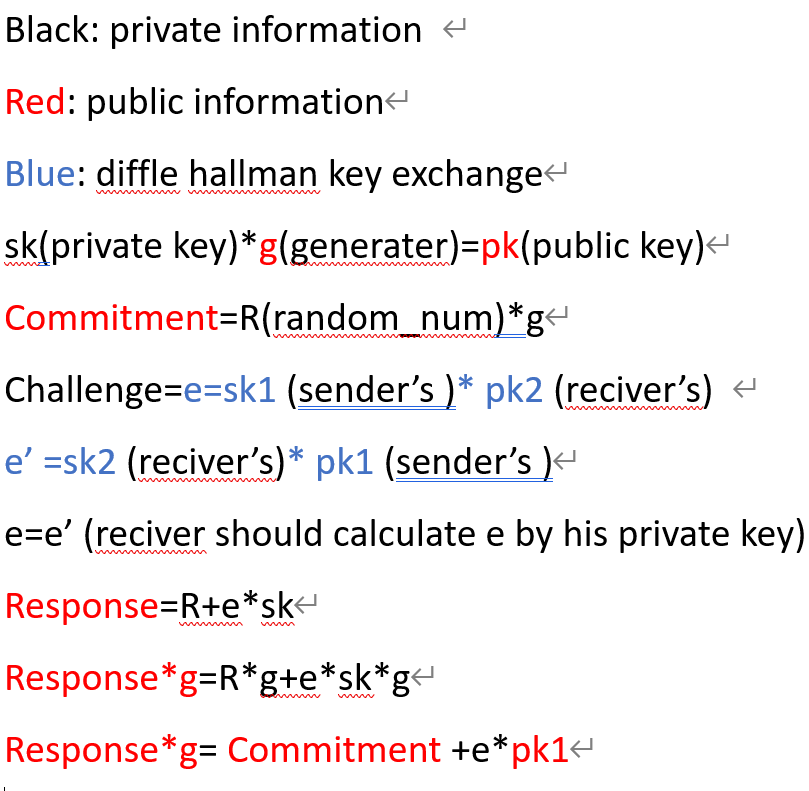 Black: private information
Red: public information
Blue: diffle hallman key exchange
sk(private key)*g(generater)=pk(public key)
Commitment=R(random_num)*g
Challenge=e=sk1 (sender’s )* pk2 (reciver’s)
e’ =sk2 (reciver’s)* pk1 (sender’s )
e=e’ (reciver should calculate e by his private key)
Response=R+e*sk
Response*g=R*g+e*sk*g
Response*g= Commitment +e*pk1